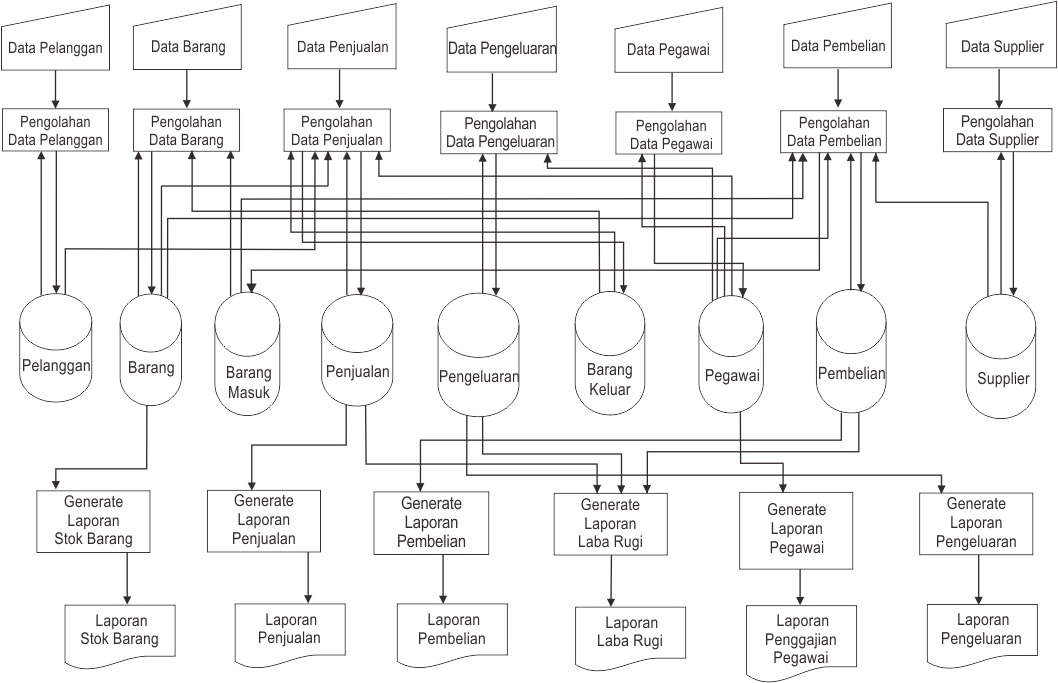 Data Pelanggan
Data Barang
Data Penjualan
Data Pengeluaran
Data Pegawai
Data Pembelian
Data Supplier
Pengolahan
Data Pelanggan
Pengolahan
Data Barang
Pengolahan
Data Penjualan
Pengolahan
Data Pengeluaran
Pengolahan
Data Pegawai
Pengolahan
Data Pembelian
Pengolahan
Data Supplier
Pelanggan
Barang
Barang
Masuk
Penjualan
Pengeluaran
Barang
Keluar
Pegawai
Pembelian
Supplier
Generate
Laporan
Stok Barang
Generate
Laporan
Penjualan
Generate
Laporan
Pembelian
Generate
Laporan
Laba Rugi
Generate
Laporan
Pegawai
Generate
Laporan
Pengeluaran
Laporan
Stok Barang
Laporan
Penjualan
Laporan
Pembelian
Laporan
Laba Rugi
Laporan
Penggajian
Pegawai
Laporan
Pengeluaran